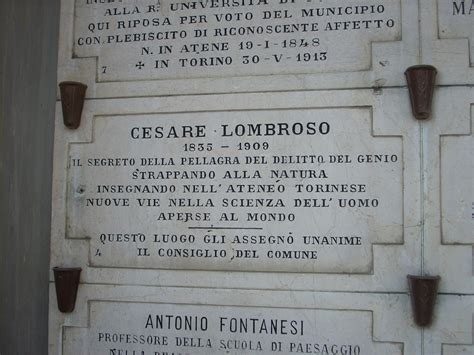 ALLA R. UNIVERSITÀ DI
QUI RIPOSA PER VOTO DEL MUNICIPIO
CON PLEBISCITO DI RICONOSCENTE AFFETTO
N. IN ATENE 19-I-1848
7 ✠ IN TORINO 30-V-1913
CESARE LOMBROSO
1835 - 1909
IL SEGRETO DELLA PELLAGRA DEL DELITTO DEL GENIO
STRAPPANDO ALLA NATURA
INSEGNANDO NELL'ATENEO TORINESE
NUOVE VIE NELLA SCIENZA DELL'UOMO
APERSE AL MONDO
QUESTO LUOGO GLI ASSEGNÒ UNANIME
4 IL CONSIGLIO DEL COMUNE
ANTONIO FONTANESI
PROFESSORE DELLA SCUOLA DI PAESAGGIO